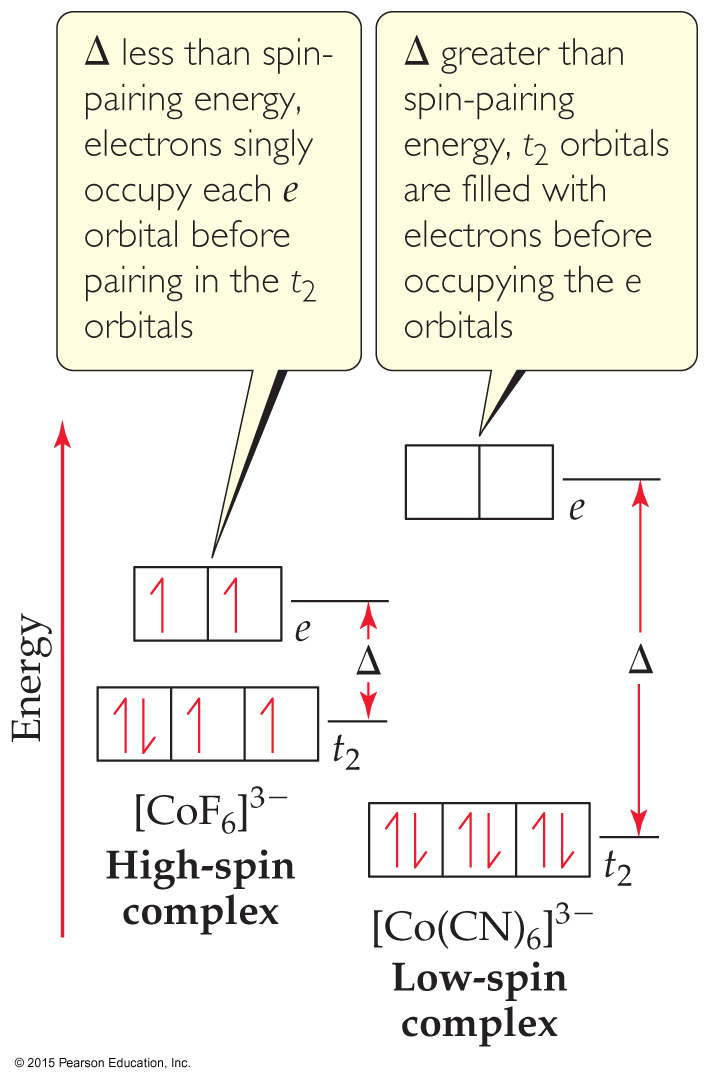 Δ less than spin-
pairing energy,
electrons singly
occupy each e
orbital before
pairing in the t₂
orbitals
Δ greater than
spin-pairing
energy, t₂ orbitals
are filled with
electrons before
occupying the e
orbitals
Energy
e
Δ
t₂
[CoF₆]³⁻
High-spin
complex
e
Δ
t₂
[Co(CN)₆]³⁻
Low-spin
complex
© 2015 Pearson Education, Inc.